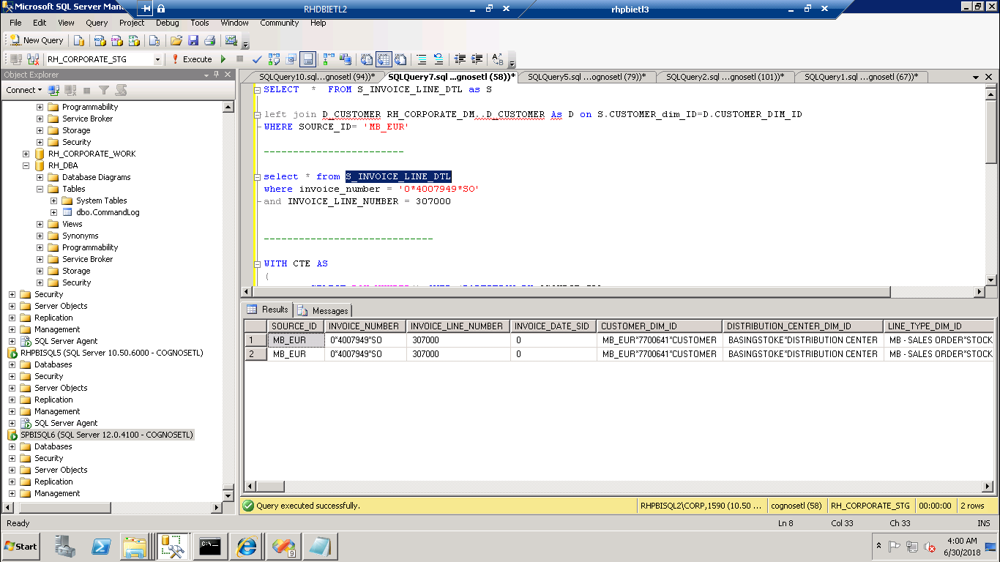 Microsoft SQL Server Man
RHDBIETL2
rhpbietl3
File Edit View Query Project Debug Tools Window Community Help
New Query
RH_CORPORATE_STG
Execute
Object Explorer
SQLQuery10.sql...gnosetl (94))*
SQLQuery7.sql ...gnosetl (58))*
SQLQuery5.sql ...ognosetl (79))*
SQLQuery2.sql ...gnosetl (101))*
SQLQuery1.sql ...gnosetl (67))*
Connect
Programmability
Service Broker
Storage
Security
RH_CORPORATE_WORK
RH_DBA
Database Diagrams
Tables
System Tables
dbo.CommandLog
Views
Synonyms
Programmability
Service Broker
Storage
Security
Security
Server Objects
Replication
Management
SQL Server Agent
RHPBISQL5 (SQL Server 10.50.6000 - COGNOSETL)
Databases
Security
Server Objects
Replication
Management
SQL Server Agent
SPBISQL6 (SQL Server 12.0.4100 - COGNOSETL)
Databases
Security
Server Objects
Replication
Management
SELECT * FROM S_INVOICE_LINE_DTL as S
left join D_CUSTOMER RH_CORPORATE_DM..D_CUSTOMER As D on S.CUSTOMER_dim_ID=D.CUSTOMER_DIM_ID
WHERE SOURCE_ID= 'MB_EUR'
------------------------
select * from S_INVOICE_LINE_DTL
where invoice_number = '0*4007949*SO'
and INVOICE_LINE_NUMBER = 307000
-----------------------------
WITH CTE AS
(
Results Messages
SOURCE_ID INVOICE_NUMBER INVOICE_LINE_NUMBER INVOICE_DATE_SID CUSTOMER_DIM_ID DISTRIBUTION_CENTER_DIM_ID LINE_TYPE_DIM_ID
1 MB_EUR 0*4007949*SO 307000 0 MB_EUR*7700641*CUSTOMER BASINGSTOKE*DISTRIBUTION CENTER MB - SALES ORDER*STOCK
2 MB_EUR 0*4007949*SO 307000 0 MB_EUR*7700641*CUSTOMER BASINGSTOKE*DISTRIBUTION CENTER MB - SALES ORDER*STOCK
Query executed successfully.
RHPBISQL2\CORP,1590 (10.50 ...
cognosetl (58)
RH_CORPORATE_STG
00:00:00
2 rows
Ready
Ln 8
Col 33
Ch 33
INS
Start
9
4:00 AM
6/30/2018